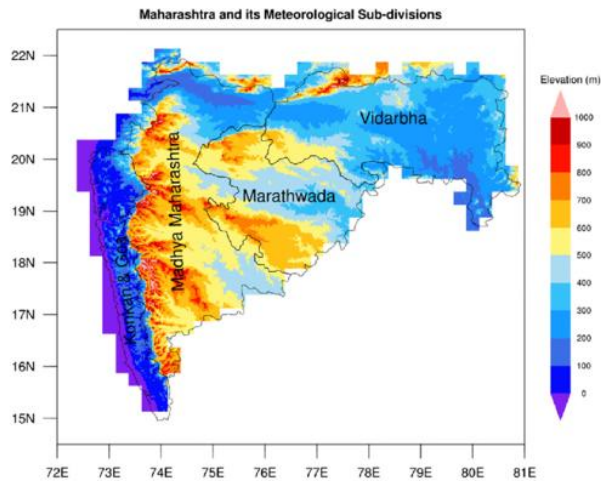 Maharashtra and its Meteorological Sub-divisions
22N
21N
20N
19N
18N
17N
16N
15N
72E 73E 74E 75E 76E 77E 78E 79E 80E 81E
Vidarbha
Marathwada
Madhya Maharashtra
Konkan & Goa
Elevation (m)
1000
900
800
700
600
500
400
300
200
100
0